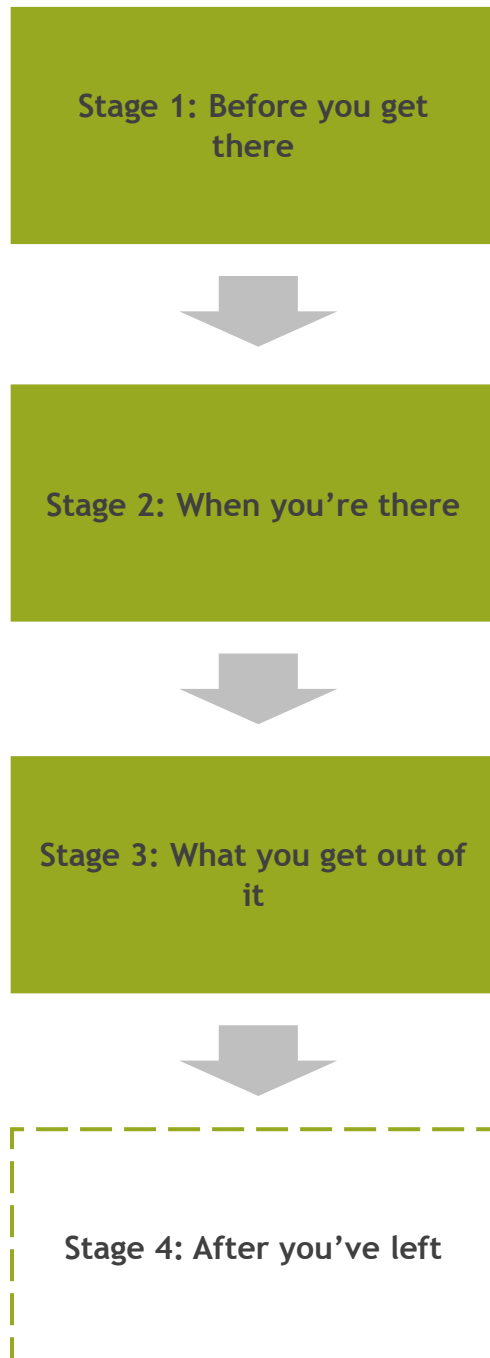 Stage 1: Before you get
there
Stage 2: When you’re there
Stage 3: What you get out of
it
Stage 4: After you’ve left